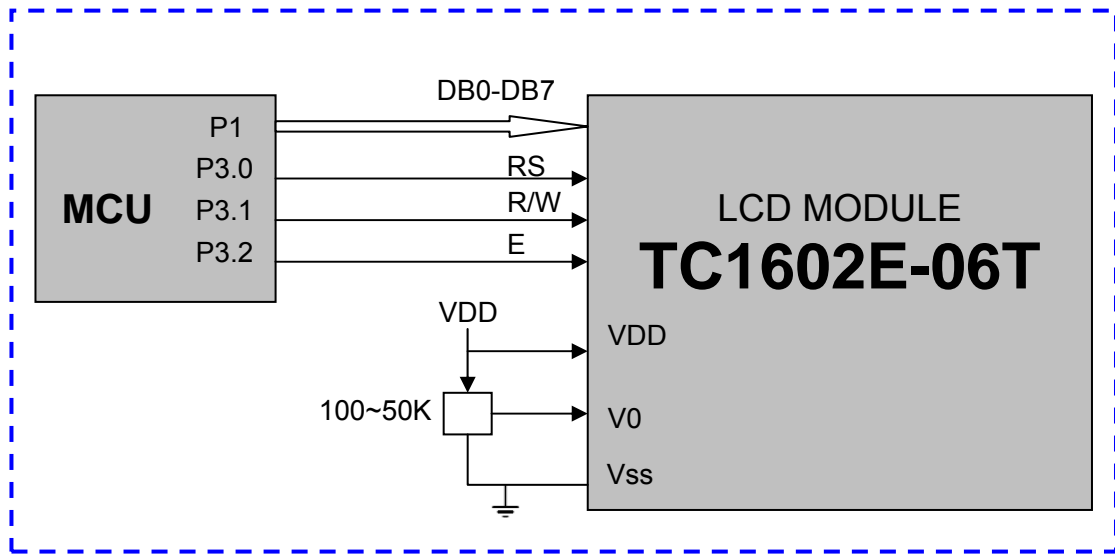 DB0-DB7
P1
P3.0
RS
MCU
P3.1
R/W
P3.2
E
LCD MODULE
TC1602E-06T
VDD
VDD
100~50K
V0
Vss